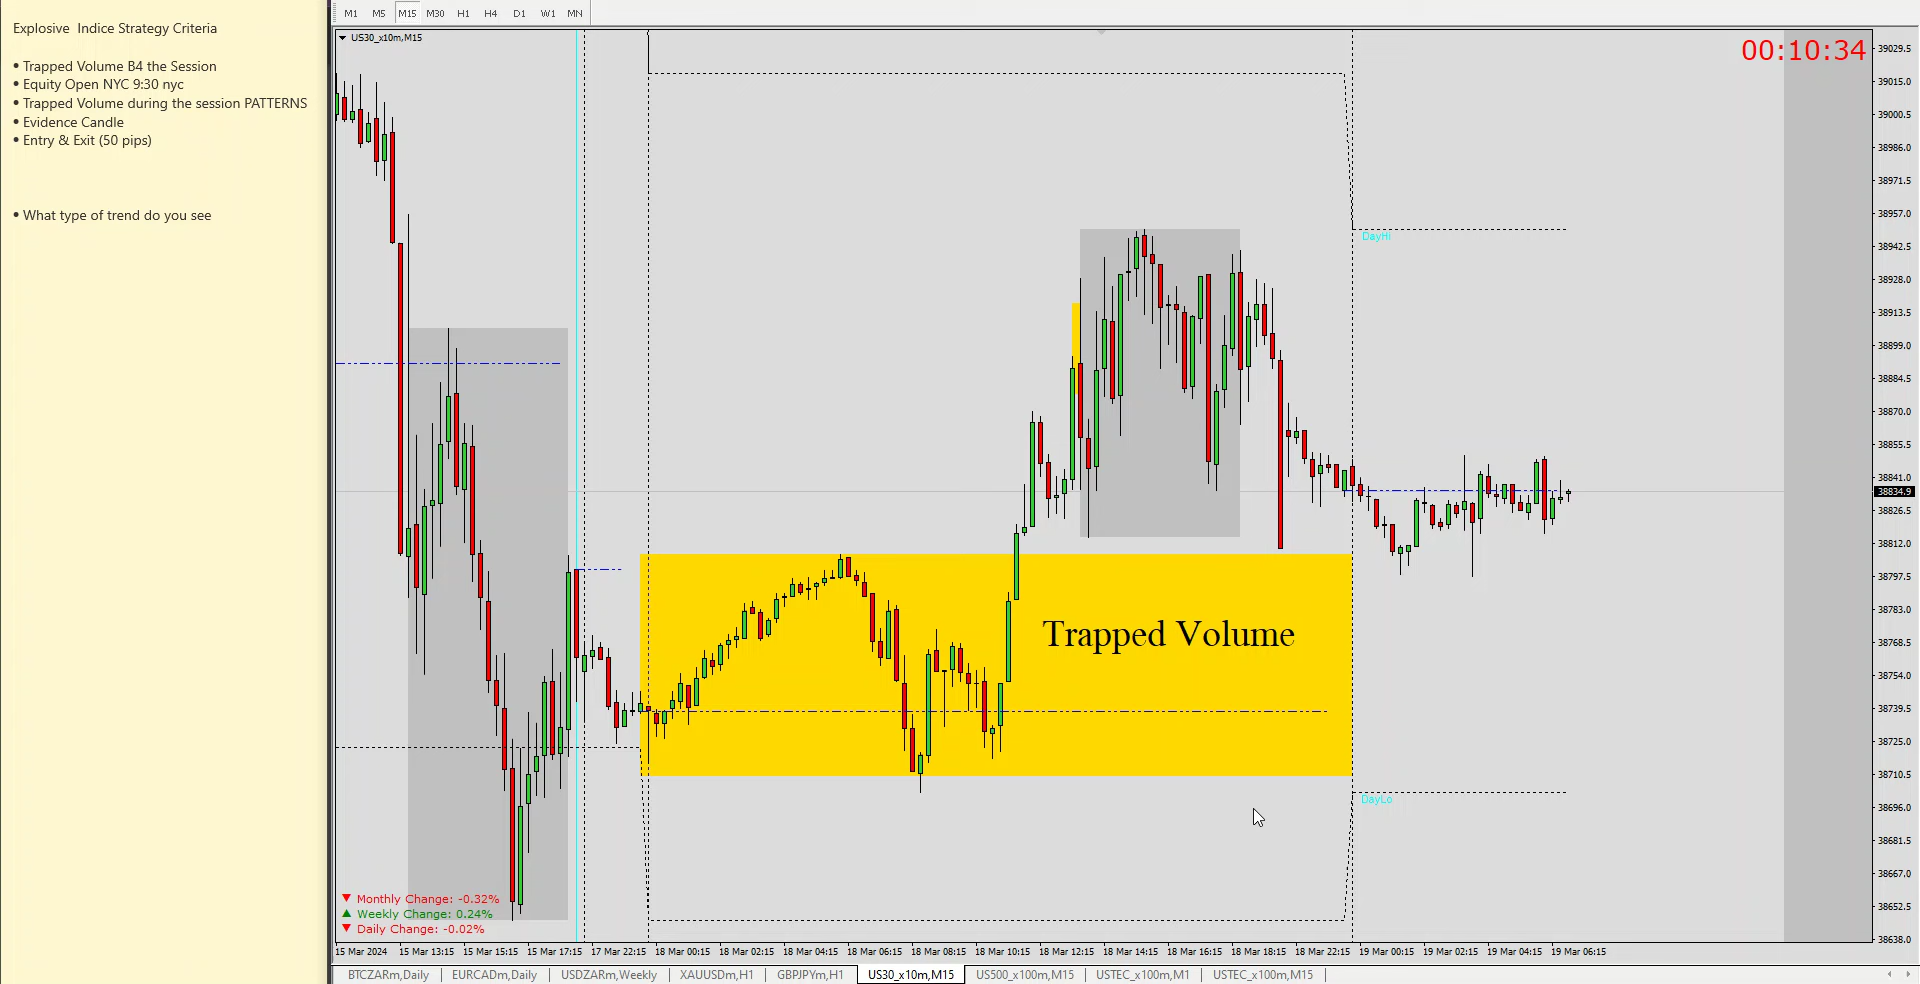 Explosive  Indice Strategy Criteria
• Trapped Volume B4 the Session
• Equity Open NYC 9:30 nyc
• Trapped Volume during the session PATTERNS
• Evidence Candle
• Entry & Exit (50 pips)
• What type of trend do you see
M1 M5 M15 M30 H1 H4 D1 W1 MN
US30_x10m,M15
00:10:34
39029.5
39015.0
39000.5
38986.0
38971.5
38957.0
DayHi
38942.5
38928.0
38913.5
38899.0
38884.5
38870.0
38855.5
38841.0
38834.9
38826.5
38812.0
38797.5
38783.0
Trapped Volume
38768.5
38754.0
38739.5
38725.0
38710.5
DayLo
38696.0
38681.5
38667.0
38652.5
38638.0
Monthly Change: -0.32%
Weekly Change: 0.24%
Daily Change: -0.02%
15 Mar 2024 15 Mar 13:15 15 Mar 15:15 15 Mar 17:15 17 Mar 22:15 18 Mar 00:15 18 Mar 02:15 18 Mar 04:15 18 Mar 06:15 18 Mar 08:15 18 Mar 10:15 18 Mar 12:15 18 Mar 14:15 18 Mar 16:15 18 Mar 18:15 18 Mar 22:15 19 Mar 00:15 19 Mar 02:15 19 Mar 04:15 19 Mar 06:15
BTCZARm,Daily EURCADm,Daily USDZARm,Weekly XAUUSDm,H1 GBPJPYm,H1 US30_x10m,M15 US500_x100m,M15 USTEC_x100m,M1 USTEC_x100m,M15